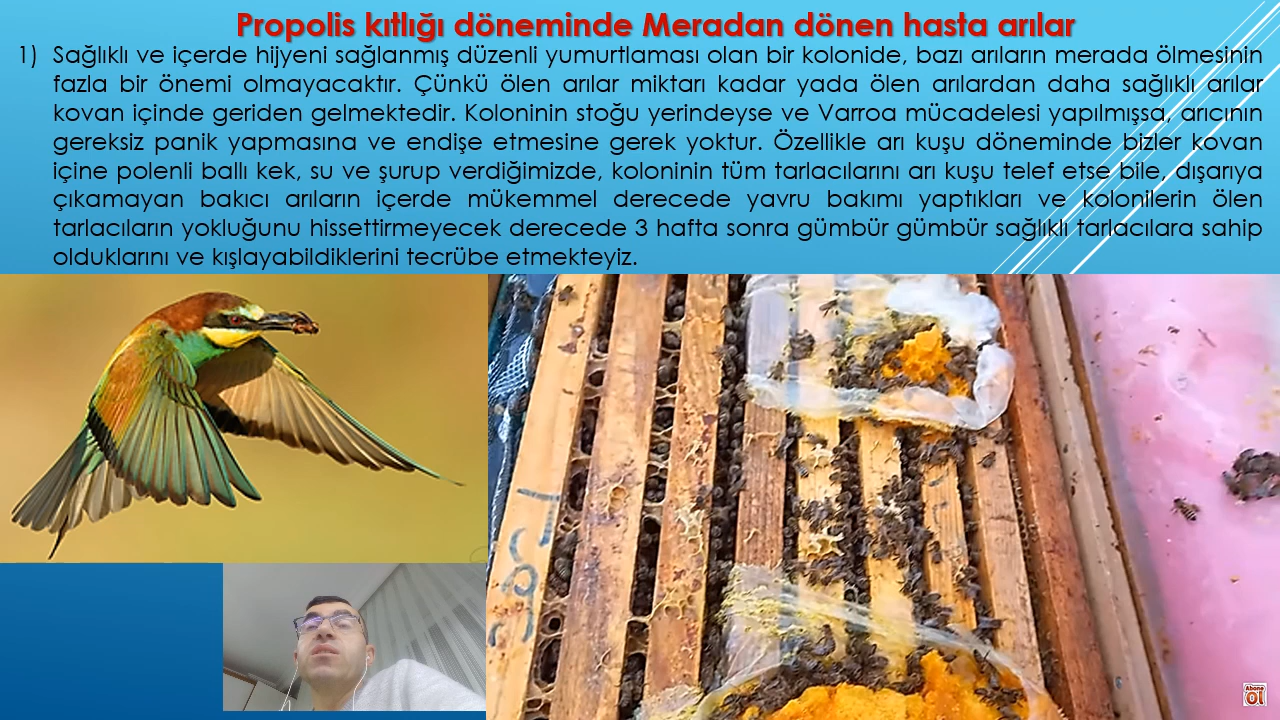 Propolis kıtlığı döneminde Meradan dönen hasta arılar
1) Sağlıklı ve içerde hijyeni sağlanmış düzenli yumurtlaması olan bir kolonide, bazı arıların merada ölmesinin
fazla bir önemi olmayacaktır. Çünkü ölen arılar miktarı kadar yada ölen arılardan daha sağlıklı arılar
kovan içinde geriden gelmektedir. Koloninin stoğu yerindeyse ve Varroa mücadelesi yapılmışsa, arıcının
gereksiz panik yapmasına ve endişe etmesine gerek yoktur. Özellikle arı kuşu döneminde bizler kovan
içine polenli ballı kek, su ve şurup verdiğimizde, koloninin tüm tarlacılarını arı kuşu telef etse bile, dışarıya
çıkamayan bakıcı arıların içerde mükemmel derecede yavru bakımı yaptıkları ve kolonilerin ölen
tarlacıların yokluğunu hissettirmeyecek derecede 3 hafta sonra gümbür gümbür sağlıklı tarlacılara sahip
olduklarını ve kışlayabildiklerini tecrübe etmekteyiz.
Abone
Ol